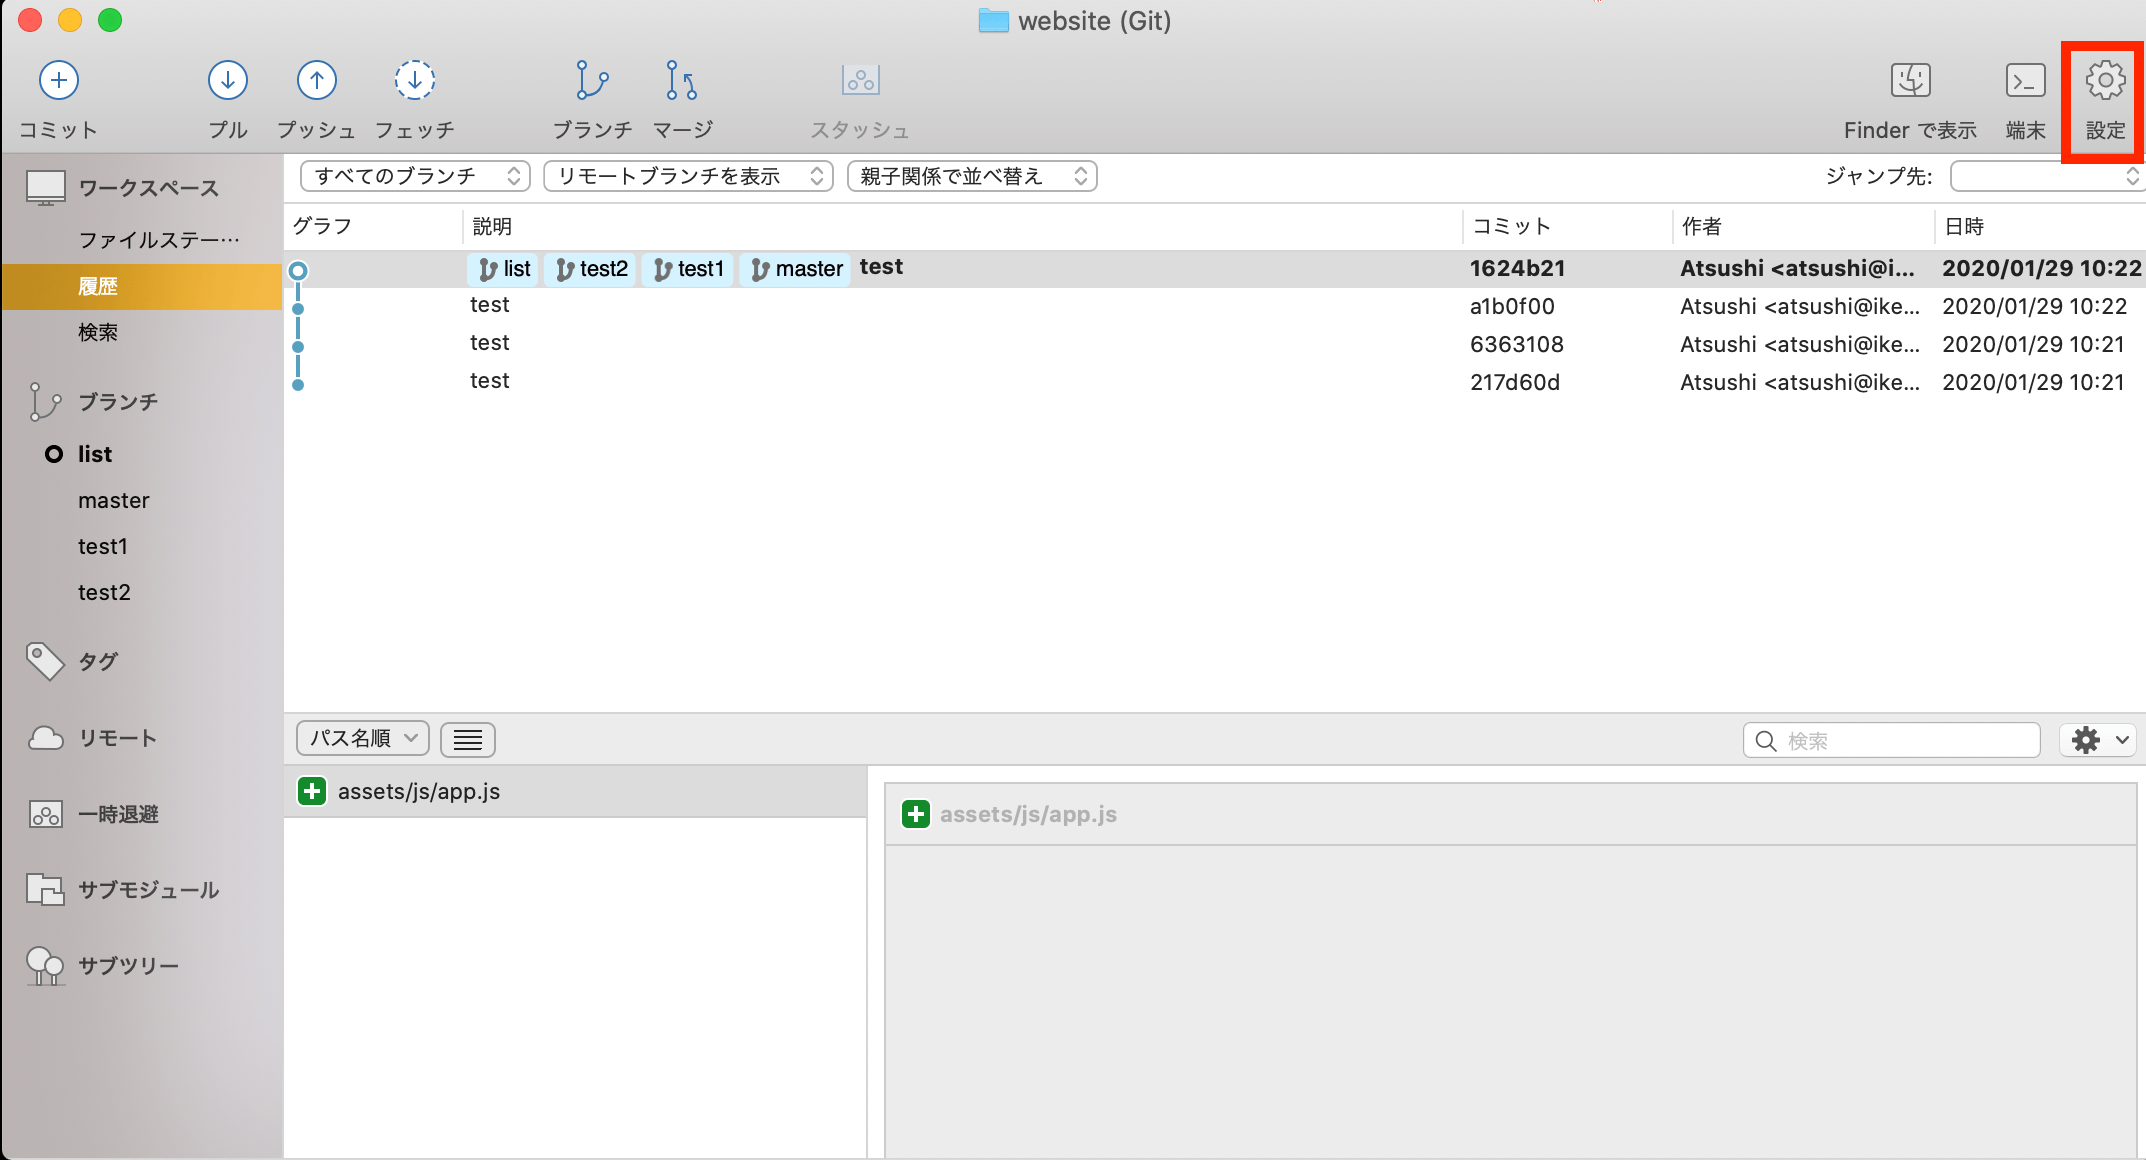 website (Git)
コミット プル プッシュ フェッチ ブランチ マージ スタッシュ Finder で表示 端末 設定
ワークスペース
ファイルステー…
履歴
検索
ブランチ
list
master
test1
test2
タグ
リモート
一時退避
サブモジュール
サブツリー
すべてのブランチ リモートブランチを表示 親子関係で並べ替え ジャンプ先:
グラフ 説明 コミット 作者 日時
list test2 test1 master test 1624b21 Atsushi <atsushi@i... 2020/01/29 10:22
test a1b0f00 Atsushi <atsushi@ike... 2020/01/29 10:22
test 6363108 Atsushi <atsushi@ike... 2020/01/29 10:21
test 217d60d Atsushi <atsushi@ike... 2020/01/29 10:21
パス名順 検索
assets/js/app.js
assets/js/app.js